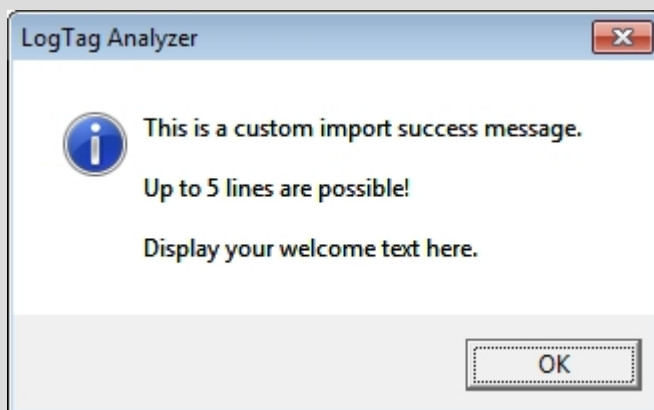 LogTag Analyzer
This is a custom import success message.
Up to 5 lines are possible!
Display your welcome text here.
OK